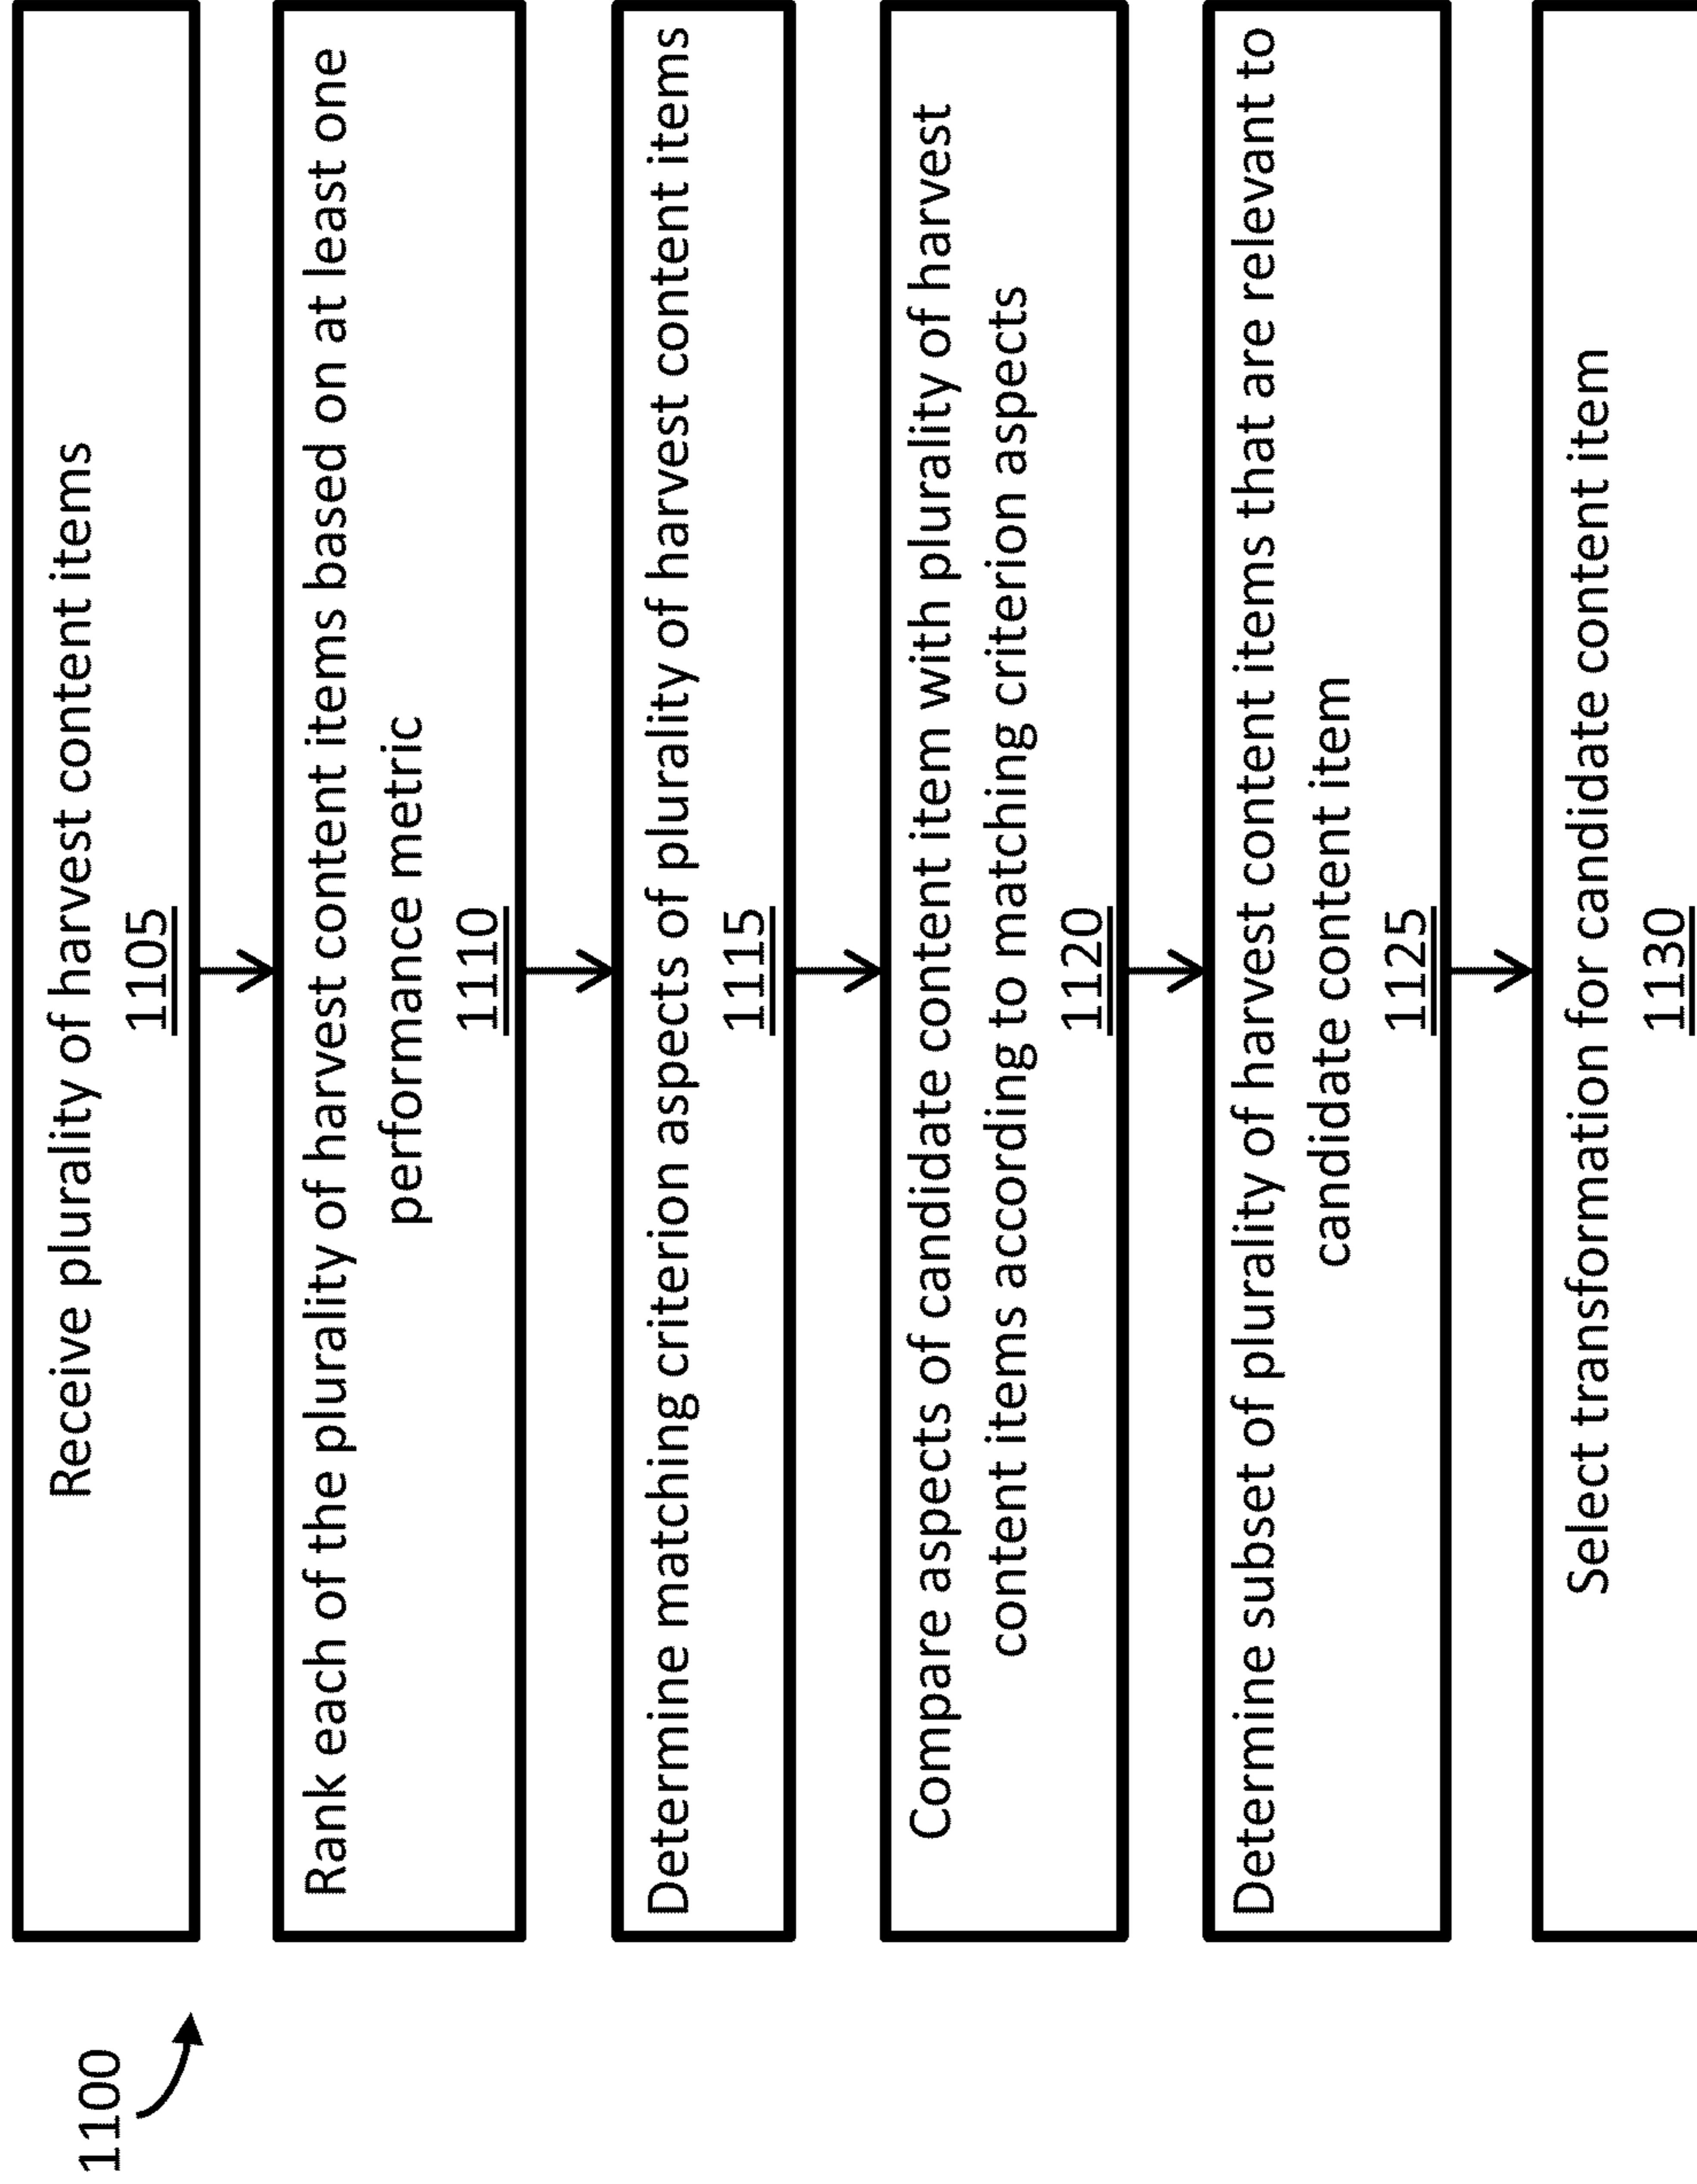 1100
Receive plurality of harvest content items
1105
Rank each of the plurality of harvest content items based on at least one
performance metric
1110
Determine matching criterion aspects of plurality of harvest content items
1115
Compare aspects of candidate content item with plurality of harvest
content items according to matching criterion aspects
1120
Determine subset of plurality of harvest content items that are relevant to
candidate content item
1125
Select transformation for candidate content item
1130